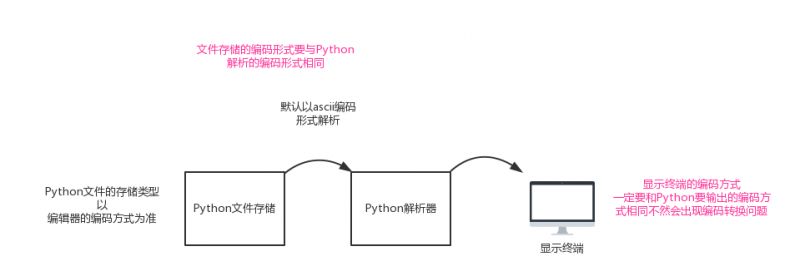 文件存储的编码形式要与Python
解析的编码形式相同
默认以ascii编码
形式解析
Python文件的存储类型
以
编辑器的编码方式为准
Python文件存储
Python解析器
显示终端的编码方式
一定要和Python要输出的编码方
式相同不然会出现编码转换问题
显示终端